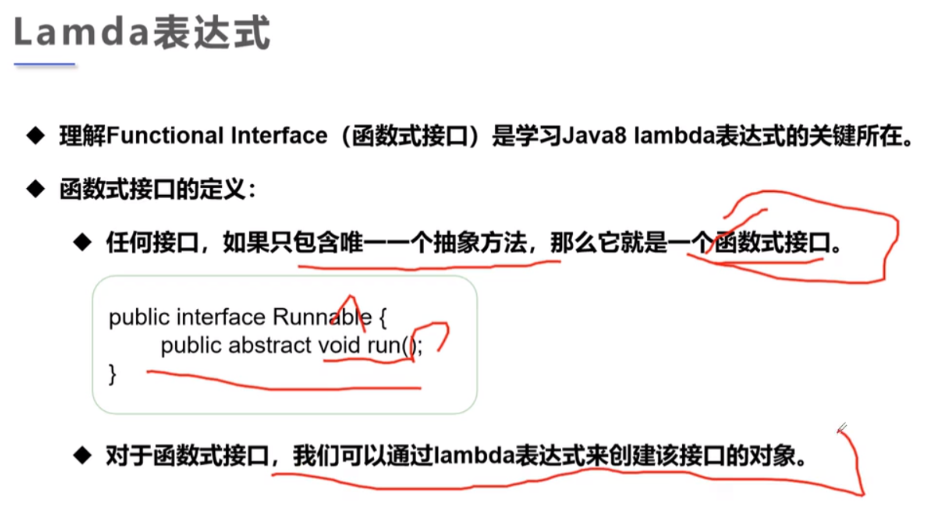 Lamda表达式
◆ 理解Functional Interface（函数式接口）是学习Java8 lambda表达式的关键所在。
◆ 函数式接口的定义：
◆ 任何接口，如果只包含唯一一个抽象方法，那么它就是一个函数式接口。
public interface Runnable {
public abstract void run();
}
◆ 对于函数式接口，我们可以通过lambda表达式来创建该接口的对象。